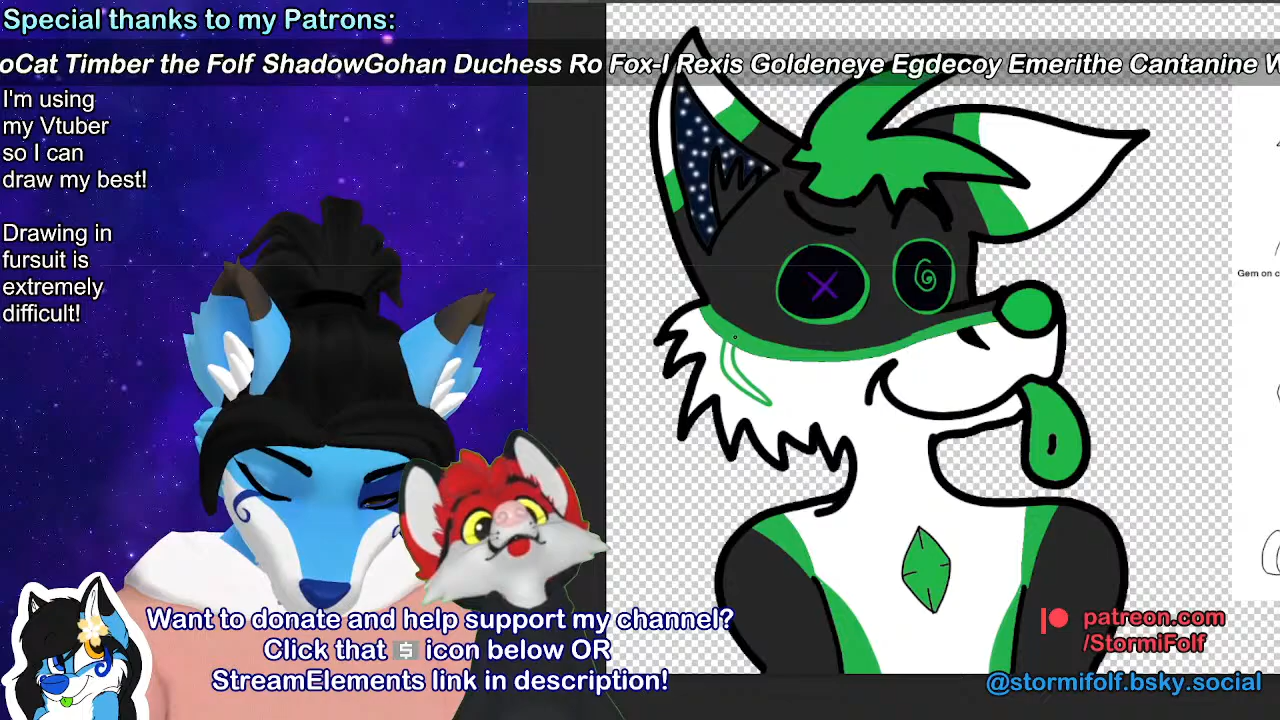 Special thanks to my Patrons:
oCat Timber the Folf ShadowGohan Duchess Ro Fox-I Rexis Goldeneye Egdecoy Emerithe Cantanine W
I'm using
my Vtuber
so I can
draw my best!
Drawing in
fursuit is
extremely
difficult!
Gem on c
Want to donate and help support my channel?
Click that $ icon below OR
StreamElements link in description!
patreon.com
/StormiFolf
@stormifolf.bsky.social